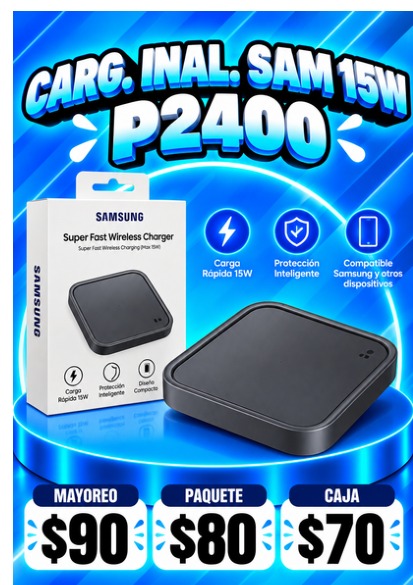 CARG. INAL. SAM 15W
P2400
SAMSUNG
Super Fast Wireless Charger
Super Fast Wireless Charging (Max 15W)
SAMSUNG
Carga
Rápida 15W
Protección
Inteligente
Diseño
Compacto
Carga
Rápida 15W
Protección
Inteligente
Compatible
Samsung y otros
dispositivos
MAYOREO
$90
PAQUETE
$80
CAJA
$70